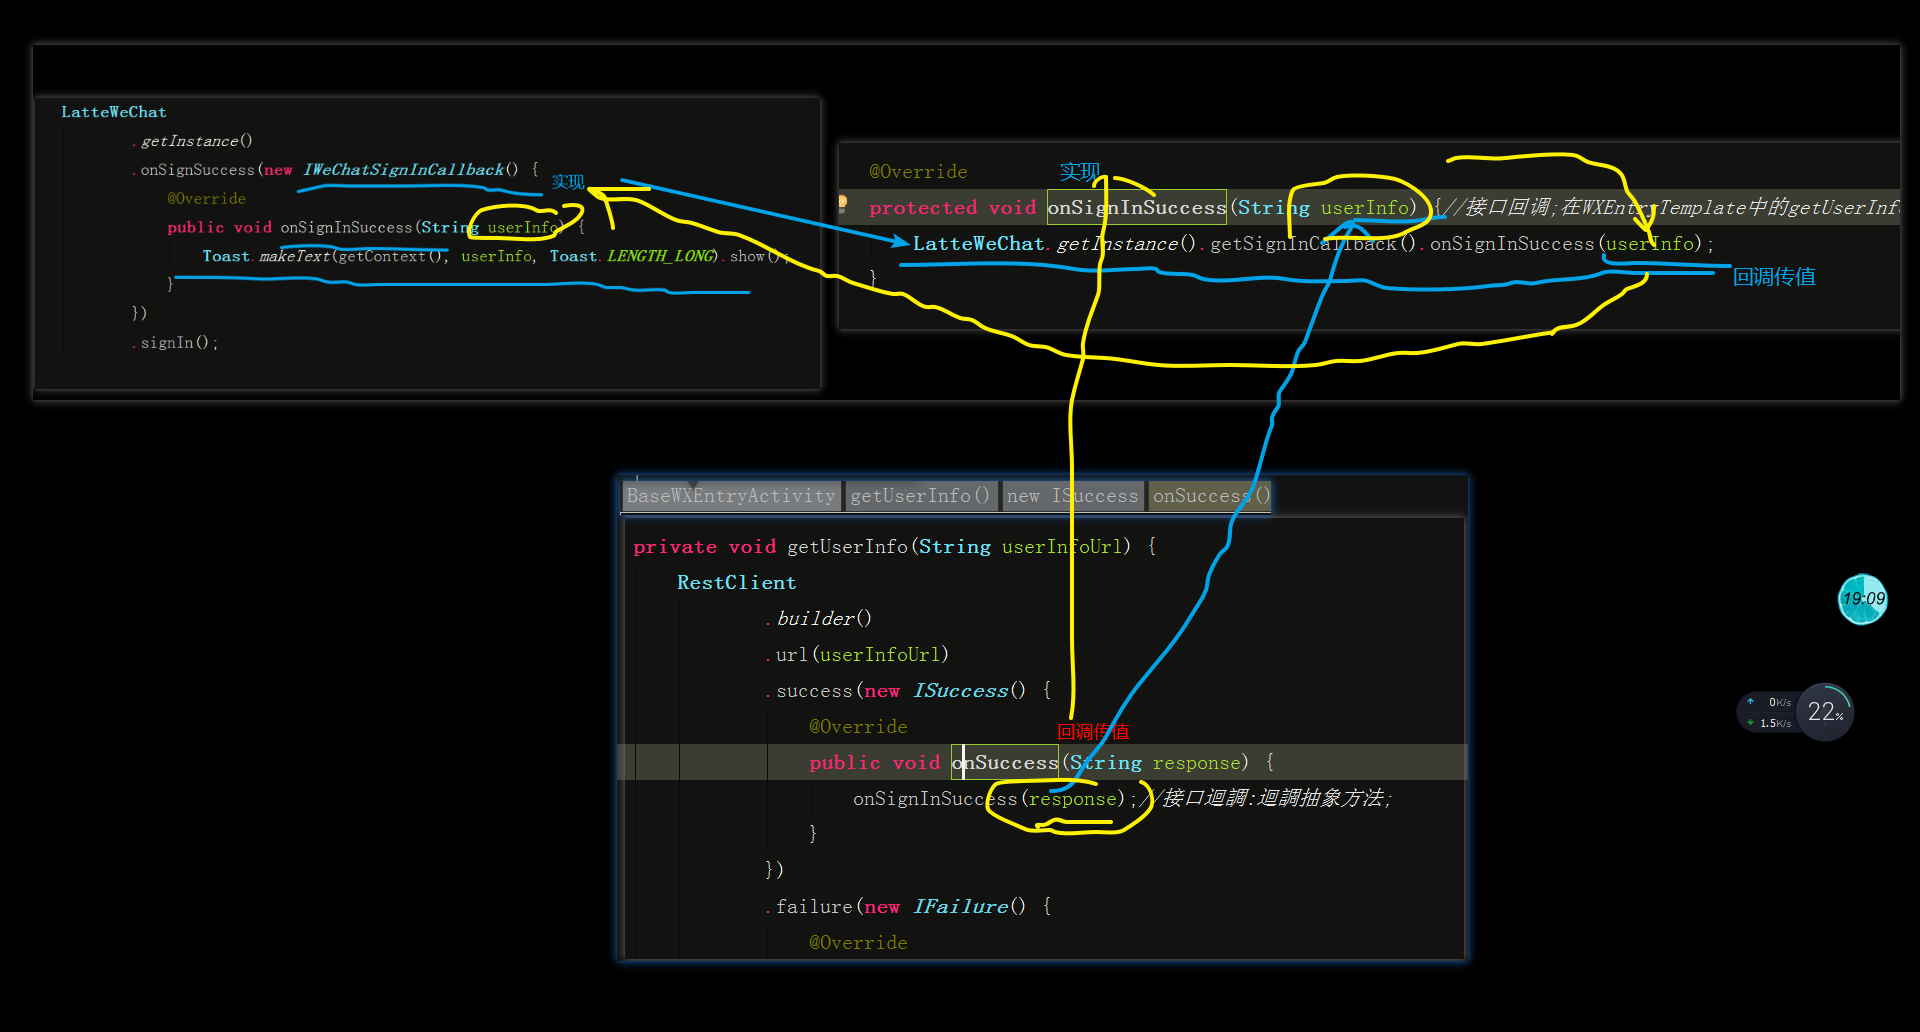 LatteWeChat
.getInstance()
.onSignSuccess(new IWeChatSignInCallback() {
实现
@Override
public void onSignInSuccess(String userInfo) {
Toast.makeText(getContext(), userInfo, Toast.LENGTH_LONG).show();
}
})
.signIn();
@Override
实现
protected void onSignInSuccess(String userInfo) {//接口回调;在WXEntryTemplate中的getUserInf
LatteWeChat.getInstance().getSignInCallback().onSignInSuccess(userInfo);
}
回调传值
BaseWXEntryActivity getUserInfo() new ISuccess onSuccess()
private void getUserInfo(String userInfoUrl) {
RestClient
.builder()
.url(userInfoUrl)
.success(new ISuccess() {
@Override
回调传值
public void onSuccess(String response) {
onSignInSuccess(response);//接口迴調:迴調抽象方法;
}
})
.failure(new IFailure() {
@Override
19:09
0K/s
1.5K/s
22%